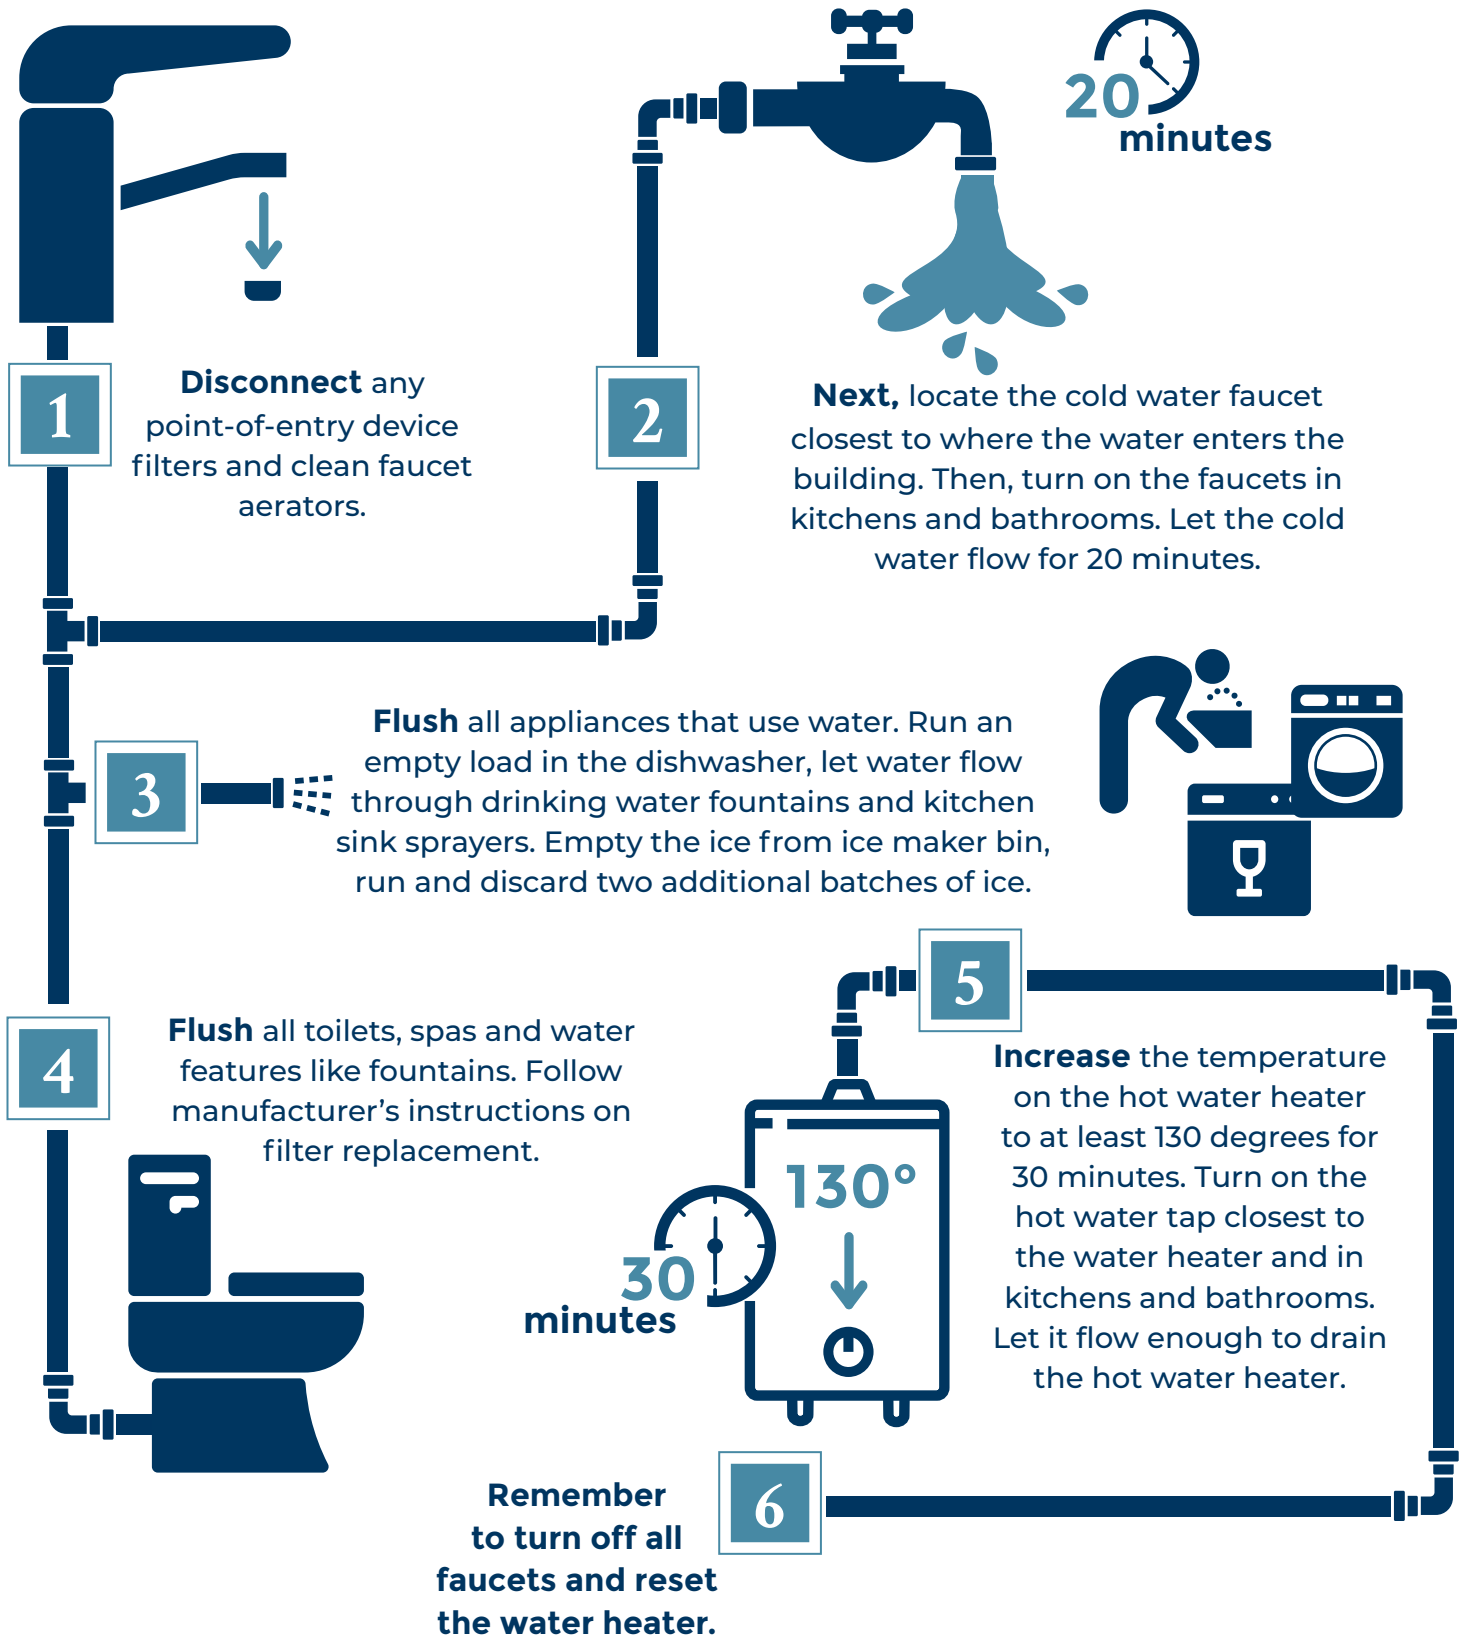 20
minutes
1
Disconnect any
point-of-entry device
filters and clean faucet
aerators.
2
Next, locate the cold water faucet
closest to where the water enters the
building. Then, turn on the faucets in
kitchens and bathrooms. Let the cold
water flow for 20 minutes.
3
Flush all appliances that use water. Run an
empty load in the dishwasher, let water flow
through drinking water fountains and kitchen
sink sprayers. Empty the ice from ice maker bin,
run and discard two additional batches of ice.
4
Flush all toilets, spas and water
features like fountains. Follow
manufacturer’s instructions on
filter replacement.
5
Increase the temperature
on the hot water heater
to at least 130 degrees for
30 minutes. Turn on the
hot water tap closest to
the water heater and in
kitchens and bathrooms.
Let it flow enough to drain
the hot water heater.
130°
30
minutes
6
Remember
to turn off all
faucets and reset
the water heater.